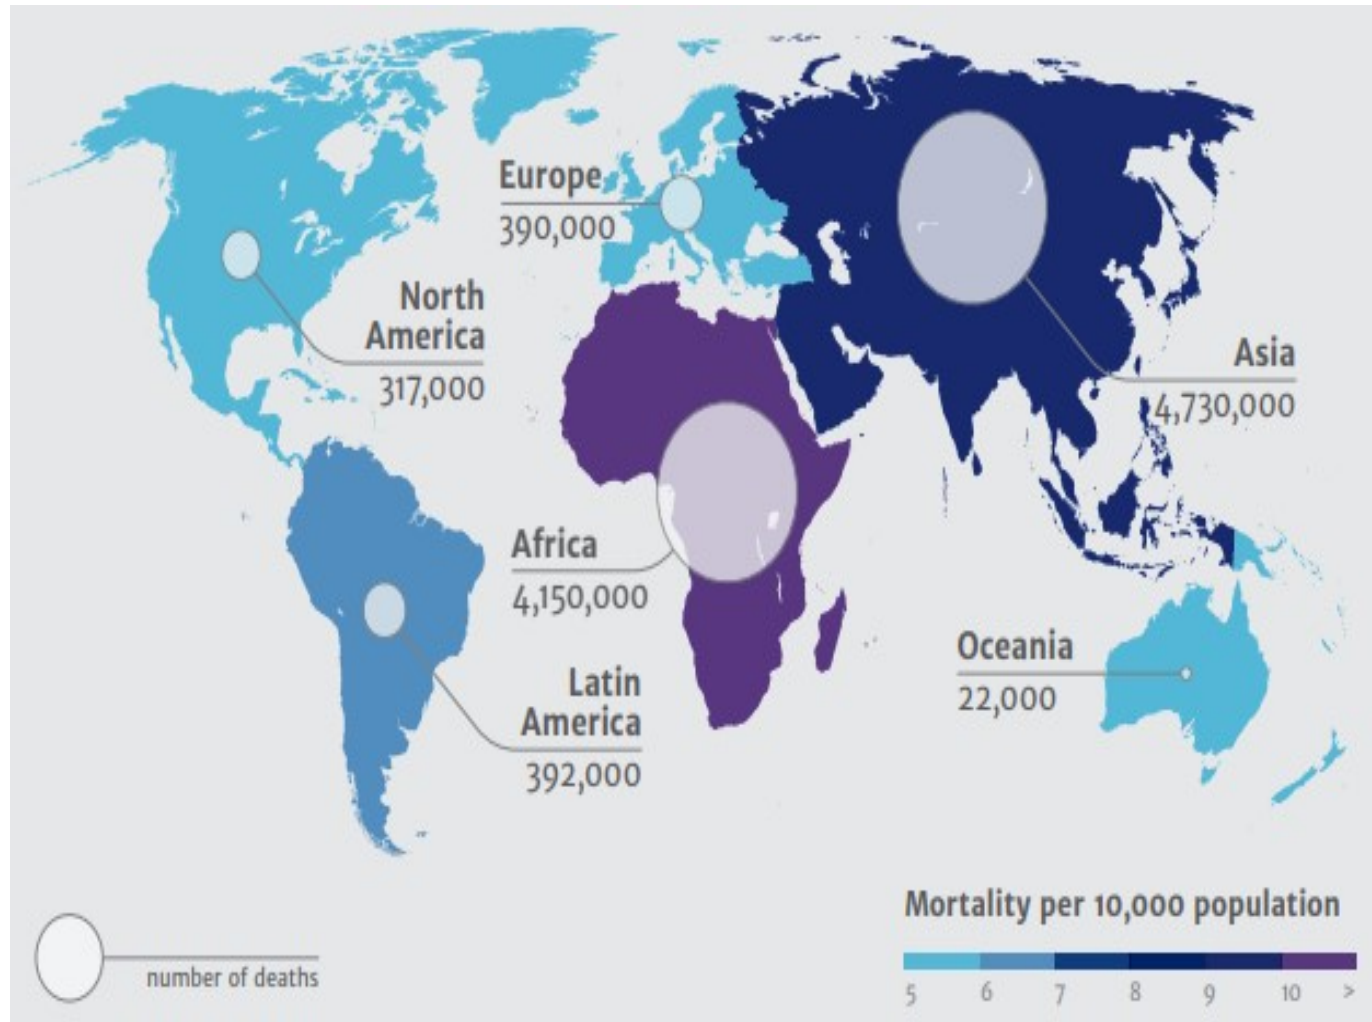 Europe
390,000
North
America
317,000
Asia
4,730,000
Africa
4,150,000
Latin
America
392,000
Oceania
22,000
Mortality per 10,000 population
5 6 7 8 9 10 >
number of deaths